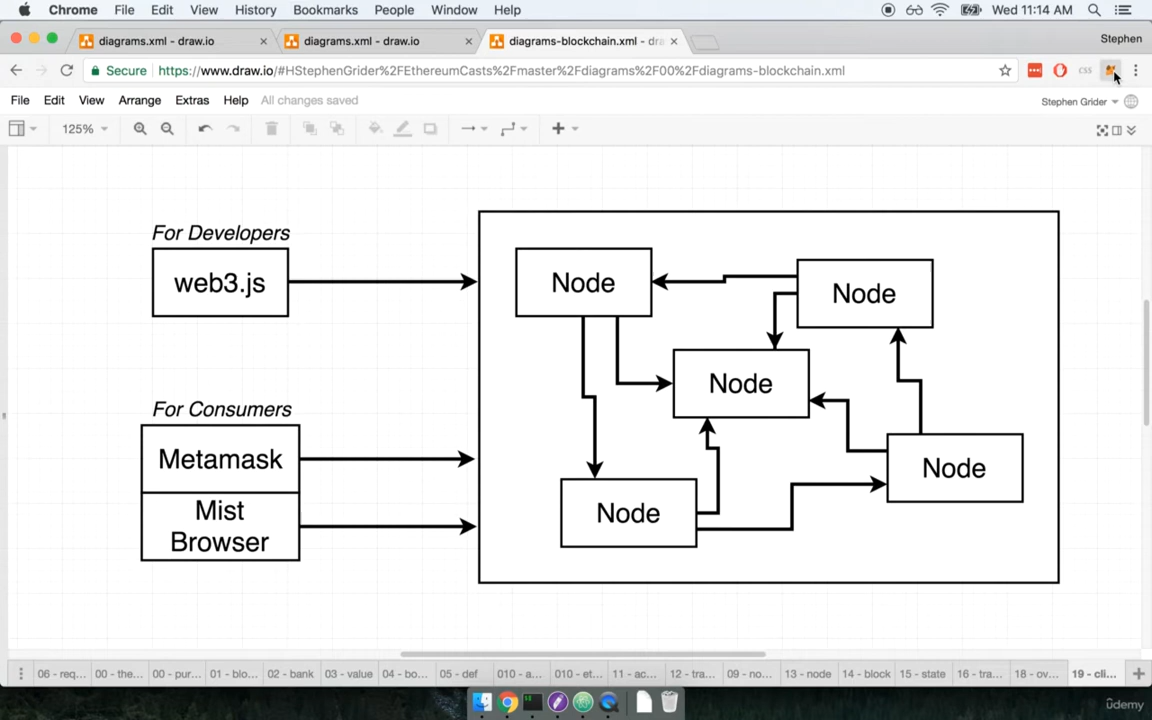 Chrome File Edit View History Bookmarks People Window Help Wed 11:14 AM
diagrams.xml - draw.io diagrams.xml - draw.io diagrams-blockchain.xml - dra Stephen
Secure https://www.draw.io/#HStephenGrider%2FEthereumCasts%2Fmaster%2Fdiagrams%2F00%2Fdiagrams-blockchain.xml CSS
File Edit View Arrange Extras Help All changes saved Stephen Grider
125%
For Developers
web3.js
Node
Node
Node
For Consumers
Metamask
Node
Mist
Browser
Node
06 - req... 00 - the... 00 - pur... 01 - blo... 02 - bank 03 - value 04 - bo... 05 - def 010 - a... 010 - et... 11 - ac... 12 - tra... 09 - no... 13 - node 14 - block 15 - state 16 - tra... 18 - ov... 19 - cli...
ûdemy